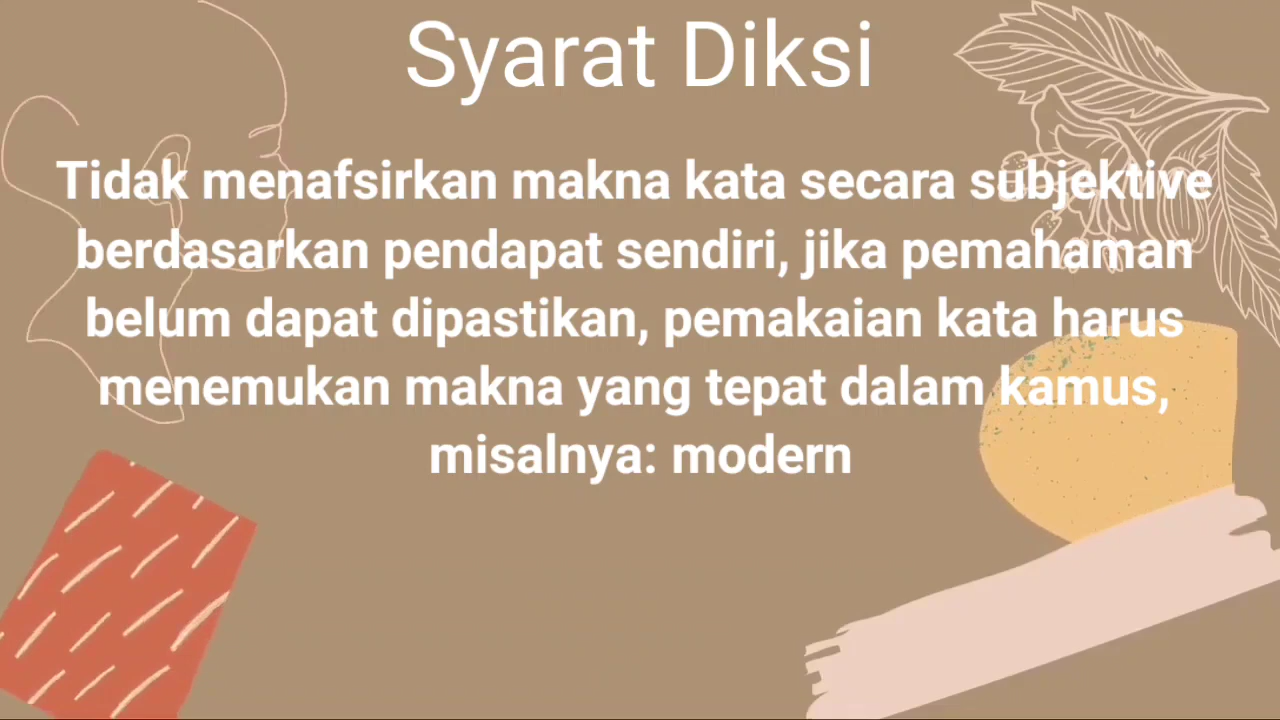 Syarat Diksi
Tidak menafsirkan makna kata secara subjektive
berdasarkan pendapat sendiri, jika pemahaman
belum dapat dipastikan, pemakaian kata harus
menemukan makna yang tepat dalam kamus,
misalnya: modern